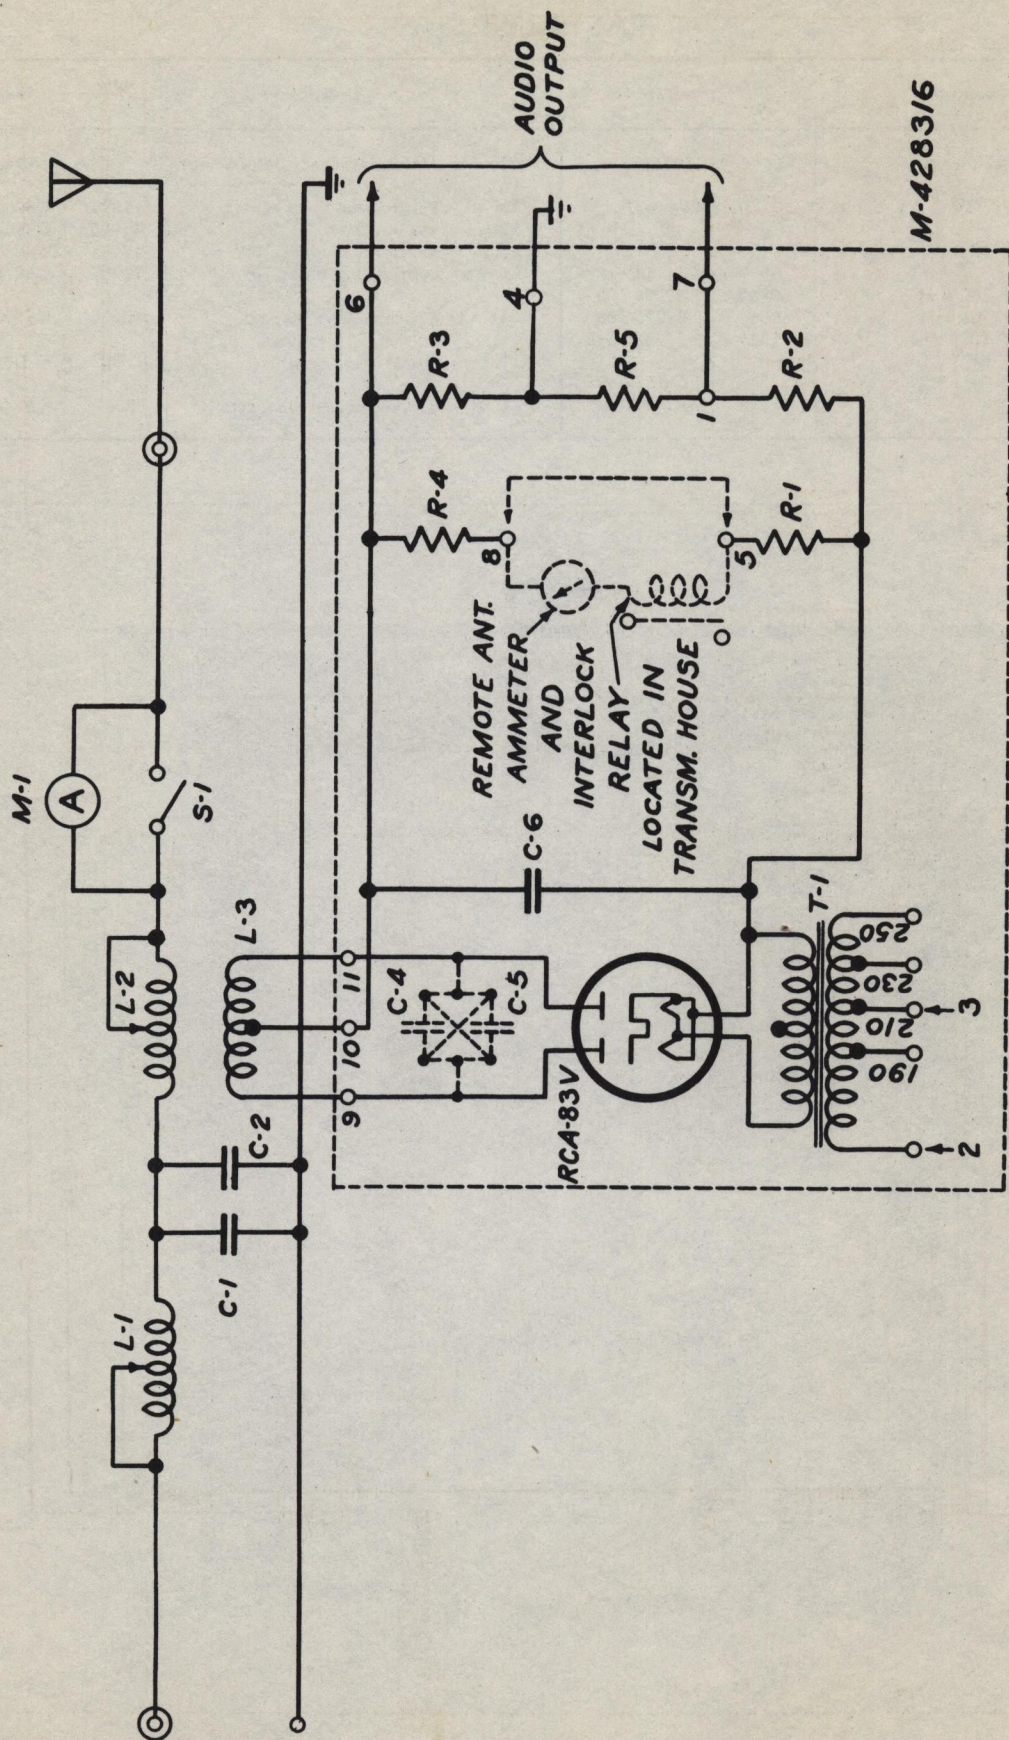 M-1
A
S-1
L-1
L-2
C-1
C-2
L-3
9
10
11
C-4
C-5
RCA-83V
C-6
T-1
190
210
230
250
2
3
REMOTE ANT.
AMMETER
AND
INTERLOCK
RELAY
LOCATED IN
TRANSM. HOUSE
R-4
8
5
R-1
R-3
R-5
1
R-2
6
4
7
AUDIO
OUTPUT
M-428316